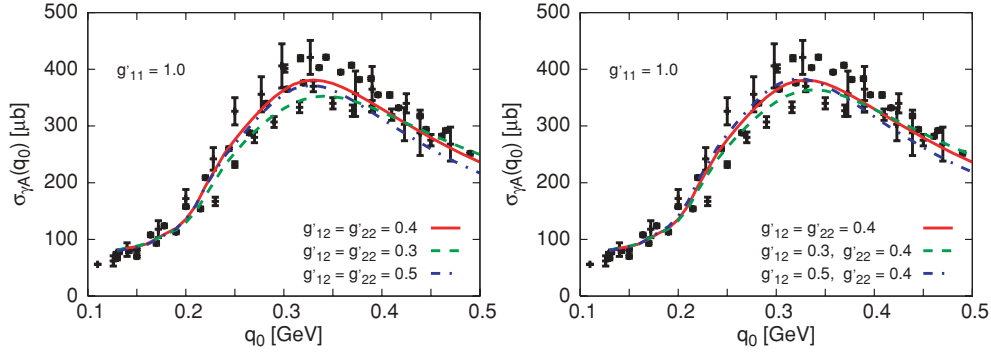 500
400
300
200
100
0
σγA(q0) [μb]
g'11 = 1.0
g'12 = g'22 = 0.4
g'12 = g'22 = 0.3
g'12 = g'22 = 0.5
0.1 0.2 0.3 0.4 0.5
q0 [GeV]
500
400
300
200
100
0
σγA(q0) [μb]
g'11 = 1.0
g'12 = g'22 = 0.4
g'12 = 0.3, g'22 = 0.4
g'12 = 0.5, g'22 = 0.4
0.1 0.2 0.3 0.4 0.5
q0 [GeV]